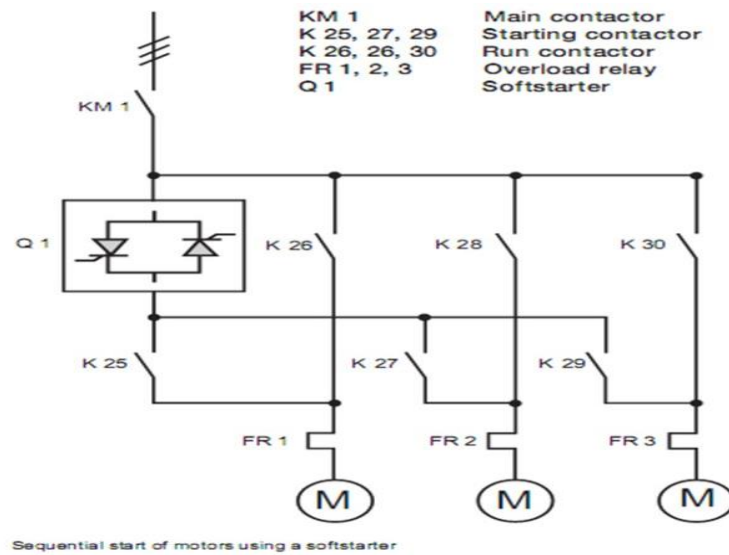 KM 1 Main contactor
K 25, 27, 29 Starting contactor
K 26, 26, 30 Run contactor
FR 1, 2, 3 Overload relay
Q 1 Softstarter
KM 1
Q 1
K 26
K 28
K 30
K 25
K 27
K 29
FR 1
FR 2
FR 3
M
M
M
Sequential start of motors using a softstarter